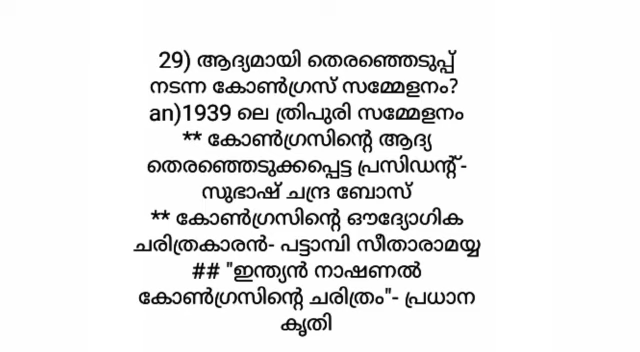 29) ആദ്യമായി തെരഞ്ഞെടുപ്പ്
നടന്ന കോൺഗ്രസ് സമ്മേളനം?
an)1939 ലെ ത്രിപുരി സമ്മേളനം
** കോൺഗ്രസിന്റെ ആദ്യ
തെരഞ്ഞെടുക്കപ്പെട്ട പ്രസിഡന്റ്-
സുഭാഷ് ചന്ദ്ര ബോസ്
** കോൺഗ്രസിന്റെ ഔദ്യോഗിക
ചരിത്രകാരൻ- പട്ടാമ്പി സീതാരാമയ്യ
## "ഇന്ത്യൻ നാഷണൽ
കോൺഗ്രസിന്റെ ചരിത്രം"- പ്രധാന
കൃതി